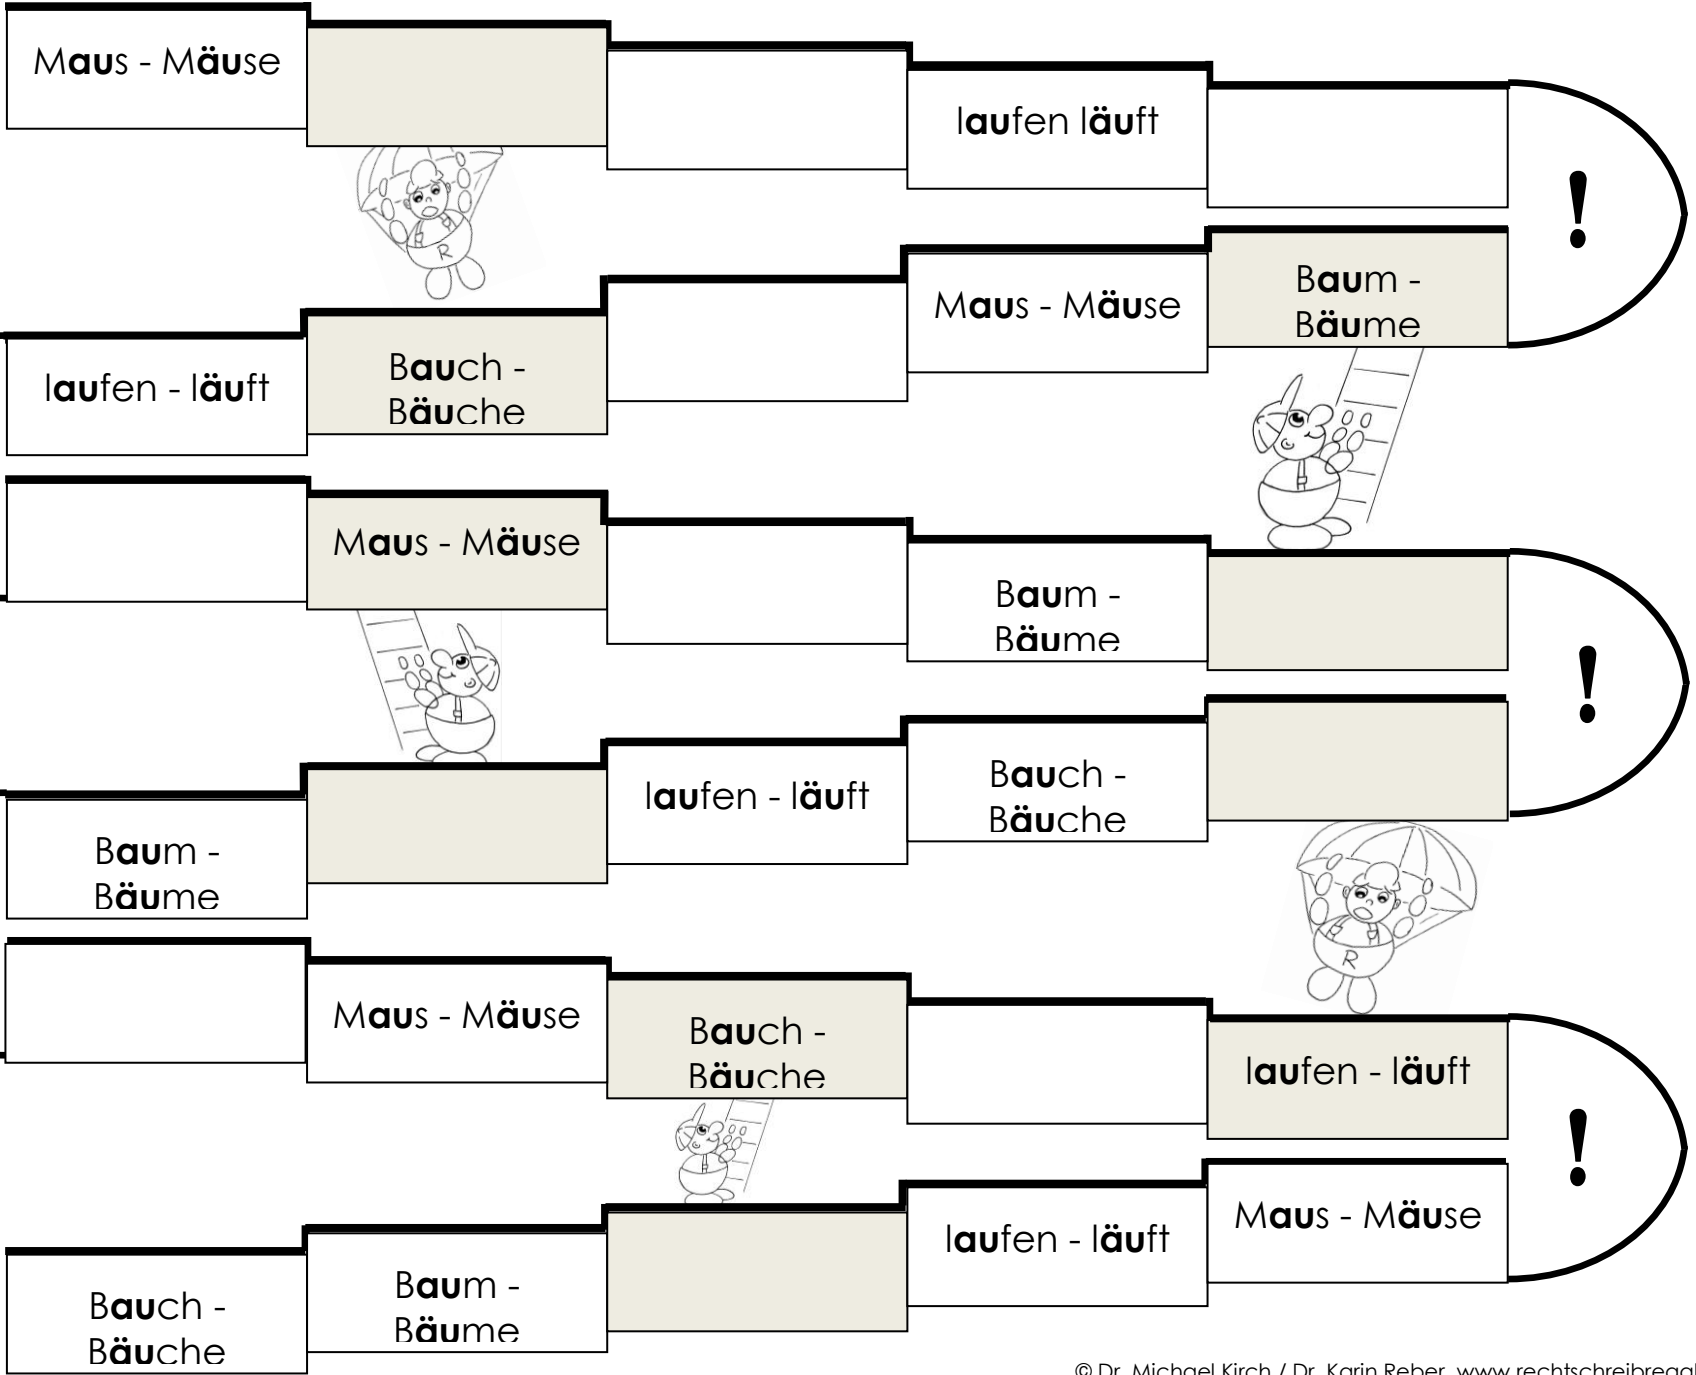 Maus - Mäuse
laufen läuft
!
Maus - Mäuse
Baum -
Bäume
laufen - läuft
Bauch -
Bäuche
Maus - Mäuse
Baum -
Bäume
!
laufen - läuft
Bauch -
Bäuche
Baum -
Bäume
R
R
Maus - Mäuse
Bauch -
Bäuche
laufen - läuft
!
laufen - läuft
Maus - Mäuse
Bauch -
Bäuche
Baum -
Bäume
© Dr. Michael Kirch / Dr. Karin Reber, www.rechtschreibregal